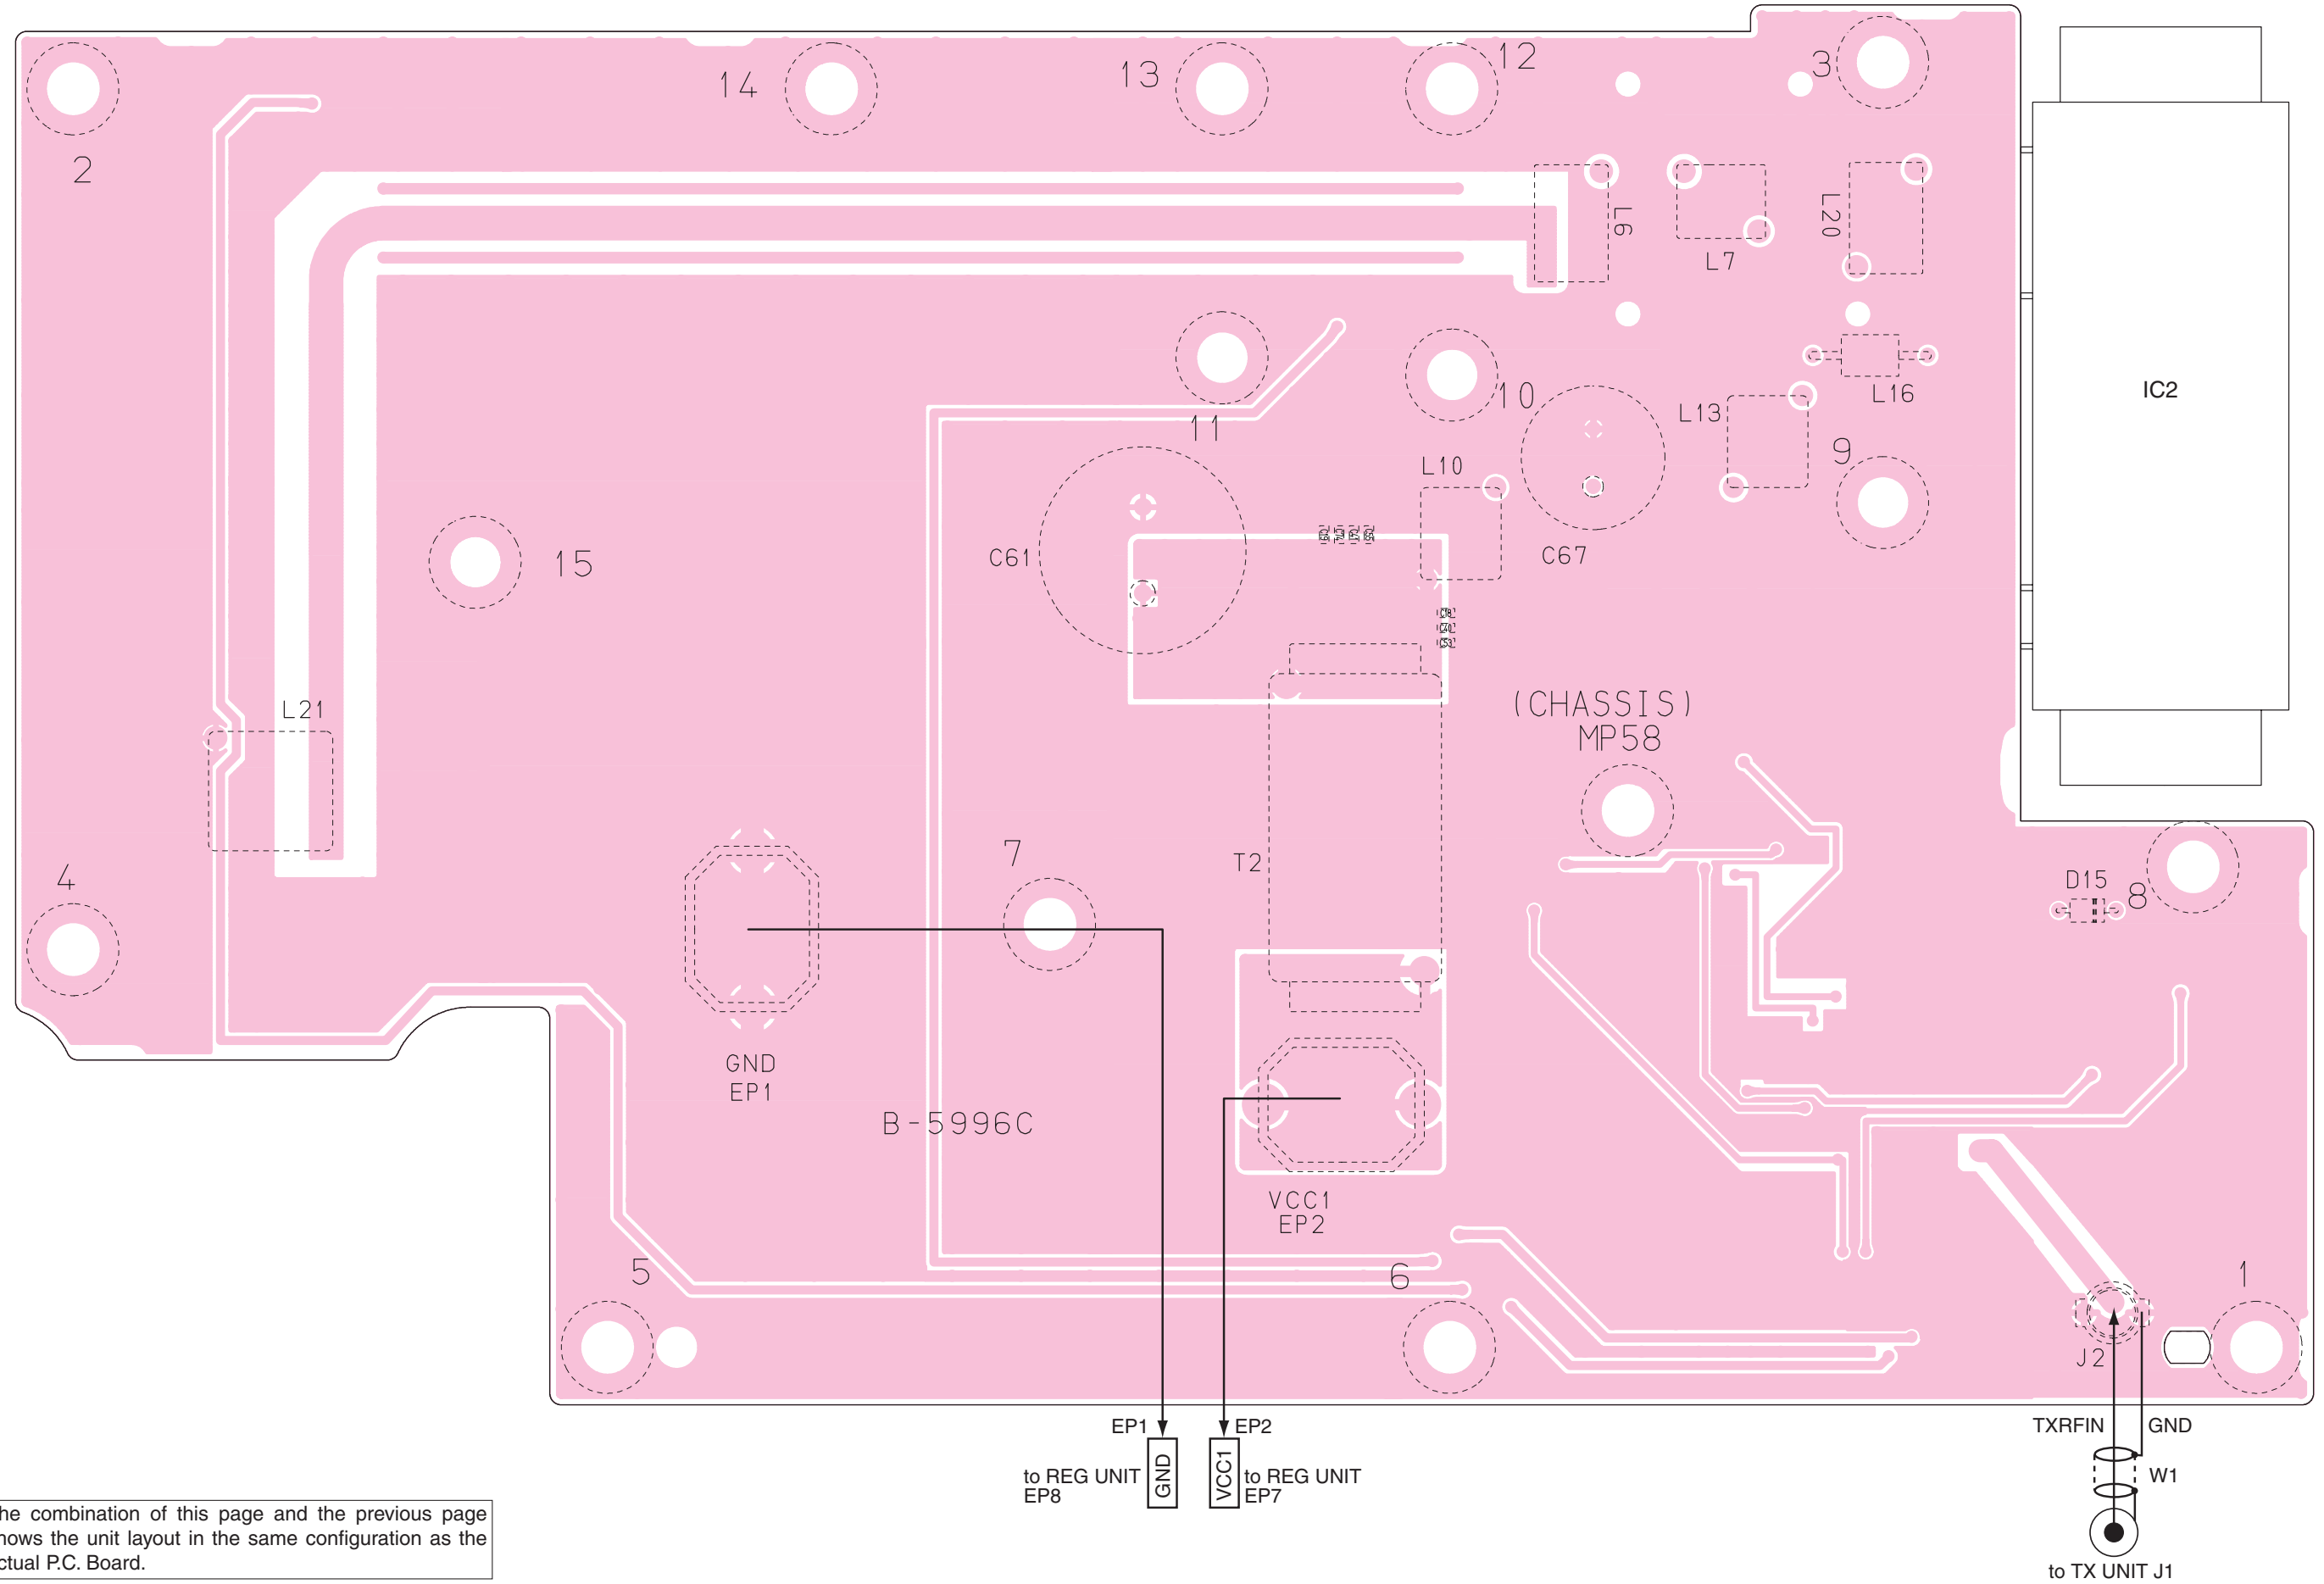 12
3
14
13
2
L6
L20
L7
L16
IC2
10
L13
11
9
L10
C61
C67
15
(CHASSIS)
MP58
L21
7
T2
4
D15
8
GND
EP1
B-5996C
VCC1
EP2
5
6
1
J2
EP1
EP2
TXRFIN
GND
to REG UNIT
EP8
GND
VCC1
to REG UNIT
EP7
W1
combination of this page and the previous page
the unit layout in the same configuration as the
P.C. Board.
to TX UNIT J1